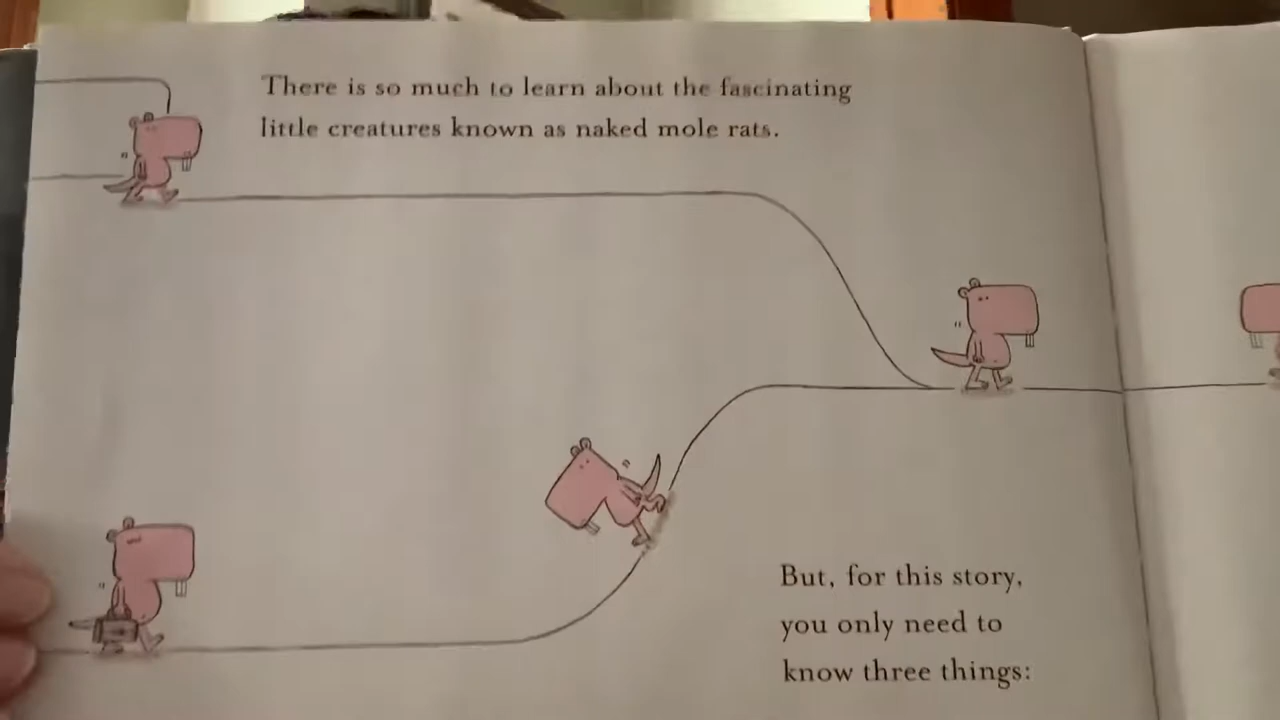 There is so much to learn about the fascinating
little creatures known as naked mole rats.
But, for this story,
you only need to
know three things: